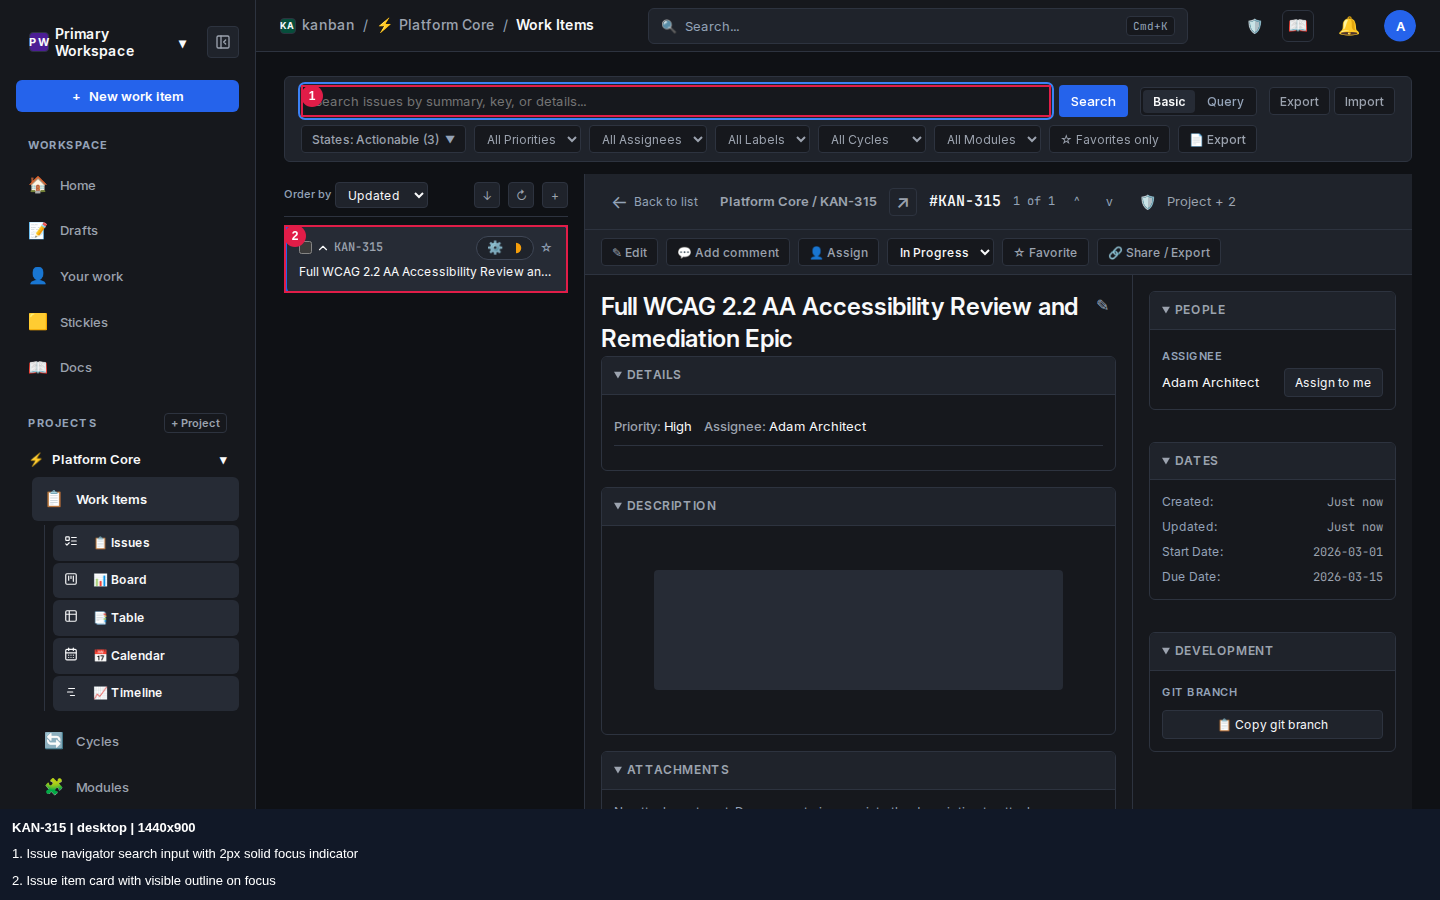 PW Primary Workspace ▼
+ New work item
WORKSPACE
Home
Drafts
Your work
Stickies
Docs
PROJECTS + Project
Platform Core ▼
Work Items
Issues
Board
Table
Calendar
Timeline
Cycles
Modules
KA kanban / Platform Core / Work Items
Search... Cmd+K
A
1 Search issues by summary, key, or details...
Search Basic Query Export Import
States: Actionable (3) ▼ All Priorities All Assignees All Labels All Cycles All Modules ☆ Favorites only Export
Order by Updated ↓ +
2 KAN-315 ☆
Full WCAG 2.2 AA Accessibility Review an...
← Back to list Platform Core / KAN-315 #KAN-315 1 of 1 ^ v Project + 2
Edit Add comment Assign In Progress ☆ Favorite Share / Export
Full WCAG 2.2 AA Accessibility Review and
Remediation Epic
▼ DETAILS
Priority: High Assignee: Adam Architect
▼ DESCRIPTION
▼ ATTACHMENTS
▼ PEOPLE
ASSIGNEE
Adam Architect Assign to me
▼ DATES
Created: Just now
Updated: Just now
Start Date: 2026-03-01
Due Date: 2026-03-15
▼ DEVELOPMENT
GIT BRANCH
Copy git branch
KAN-315 | desktop | 1440x900
1. Issue navigator search input with 2px solid focus indicator
2. Issue item card with visible outline on focus